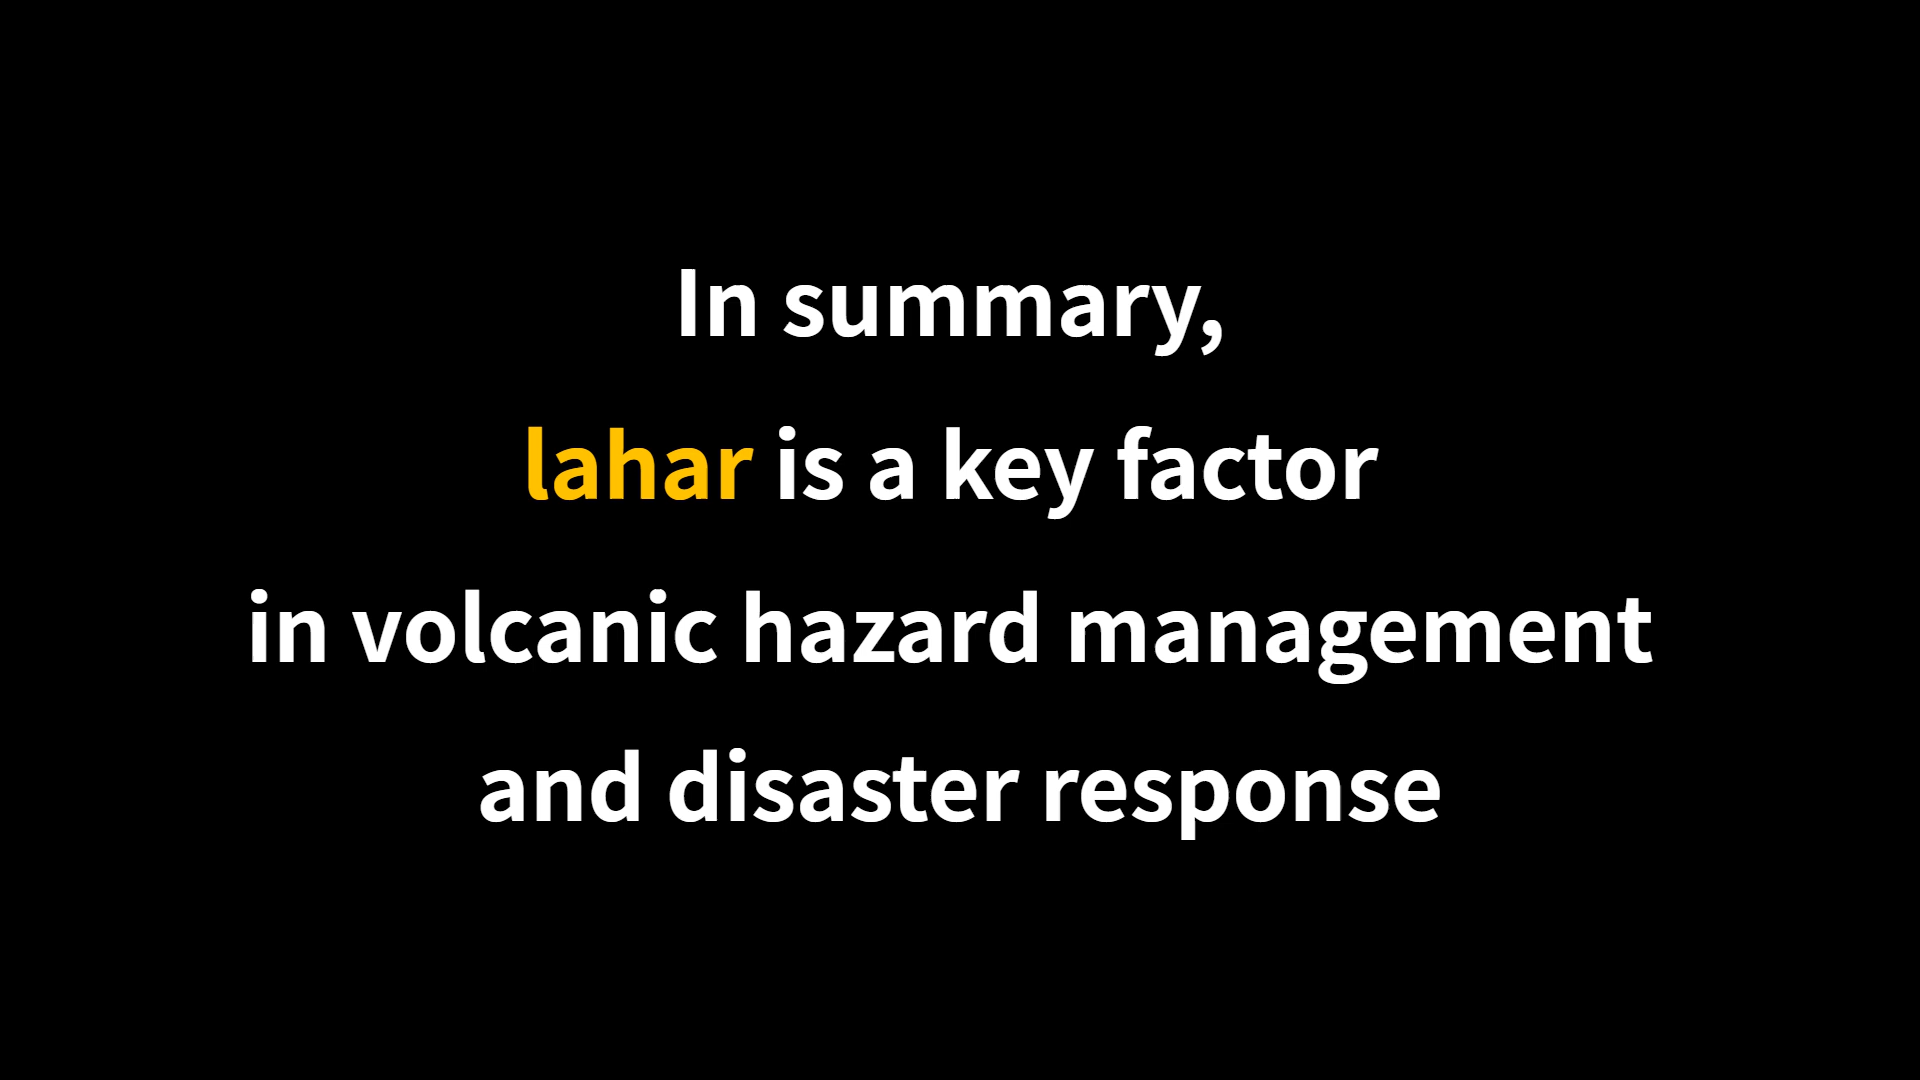 In summary,
lahar is a key factor
in volcanic hazard management
and disaster response